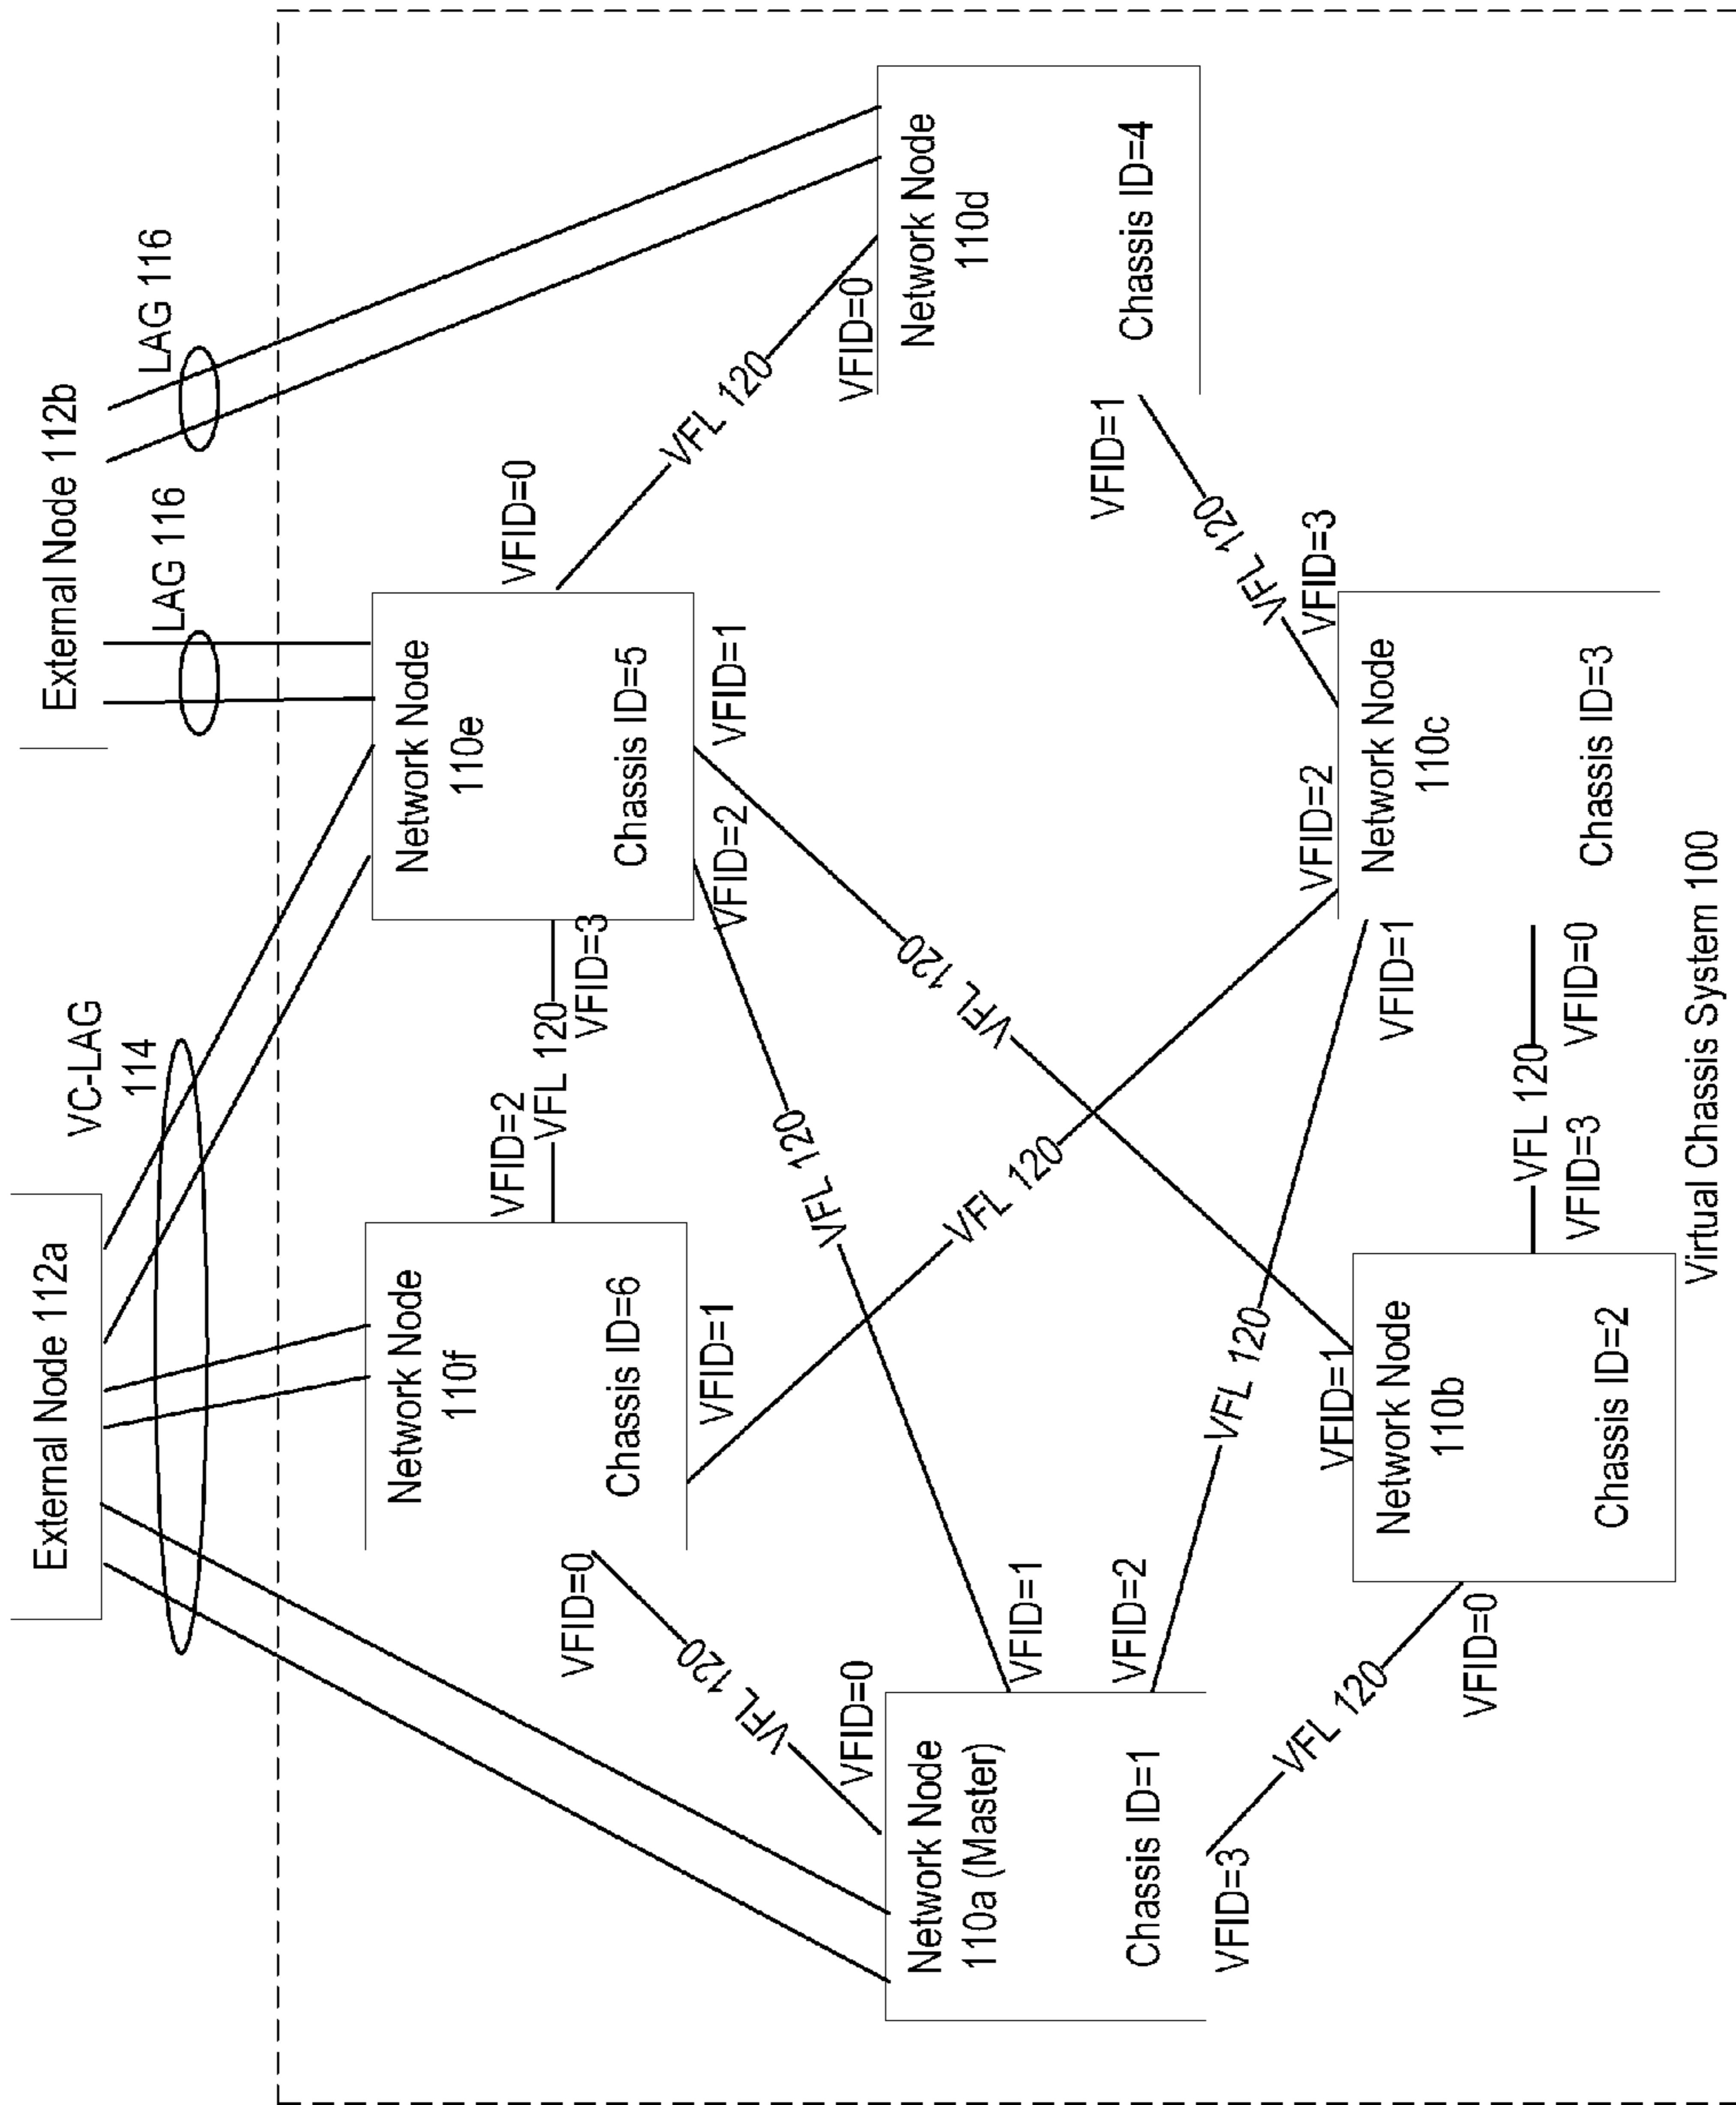 External Node 112a
External Node 112b
VC-LAG
114
LAG 116
LAG 116
Network Node
110f
Chassis ID=6
VFID=2
VFL 120
VFID=3
Network Node
110e
Chassis ID=5
VFID=0
VFID=0
VFID=1
VFID=2
VFID=1
VFL 120
VFL 120
VFID=0
Network Node
110d
Chassis ID=4
VFID=0
Network Node
110a (Master)
Chassis ID=1
VFID=1
VFID=2
VFID=3
VFL 120
VFL 120
VFL 120
VFL 120
VFL 120
VFID=1
VFL 120
VFID=0
VFID=1
Network Node
110b
Chassis ID=2
VFID=3
VFL 120
VFID=0
VFID=1
VFID=2
VFID=3
Network Node
110c
Chassis ID=3
Virtual Chassis System 100